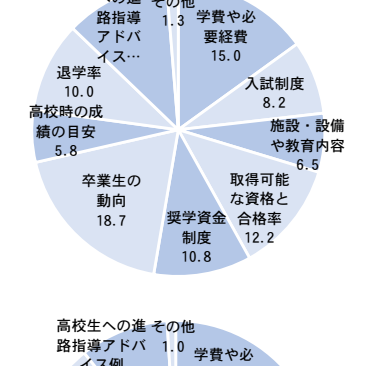 その他
1.3
路指導
アドバ
イス…
学費や必
要経費
15.0
入試制度
8.2
施設・設備
や教育内容
6.5
取得可能
な資格と
合格率
12.2
奨学資金
制度
10.8
卒業生の
動向
18.7
高校時の成
績の目安
5.8
退学率
10.0
高校生への進
路指導アドバ
イス例
その他
1.0
学費や必